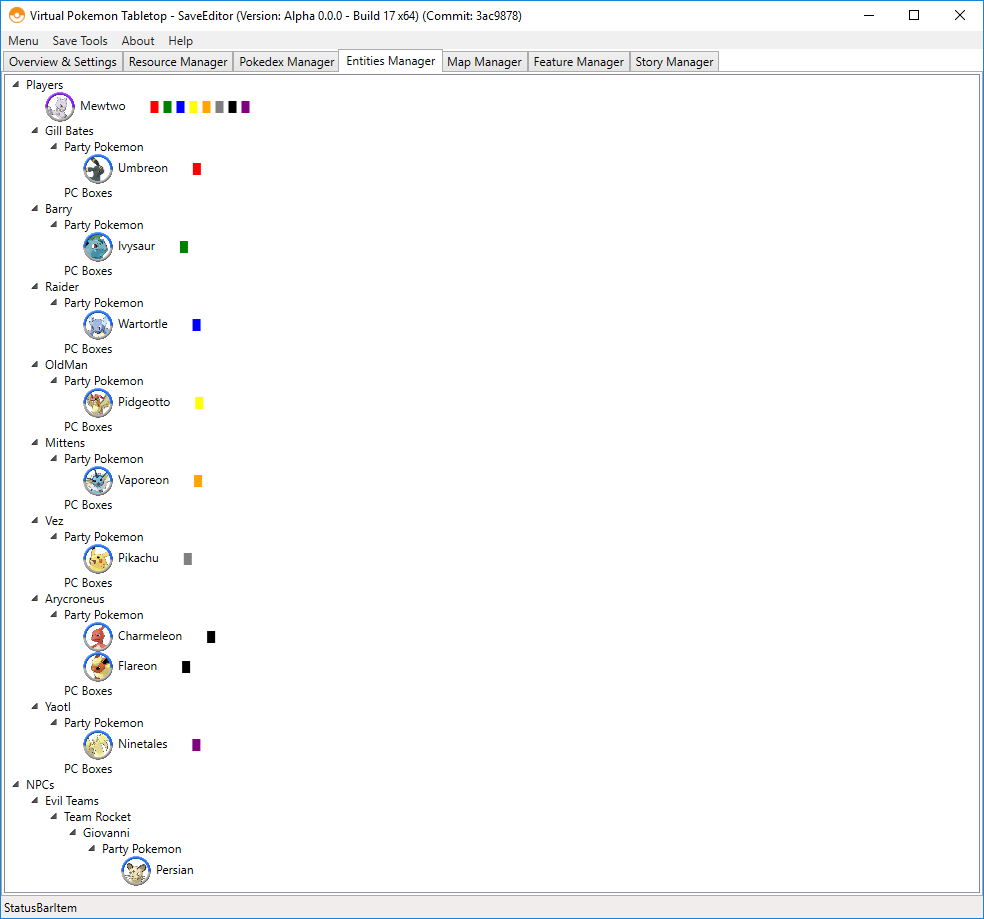 Virtual Pokemon Tabletop - SaveEditor (Version: Alpha 0.0.0 - Build 17 x64) (Commit: 3ac9878)
Menu Save Tools About Help
Overview & Settings Resource Manager Pokedex Manager Entities Manager Map Manager Feature Manager Story Manager
Players
Mewtwo
Gill Bates
Party Pokemon
Umbreon
PC Boxes
Barry
Party Pokemon
Ivysaur
PC Boxes
Raider
Party Pokemon
Wartortle
PC Boxes
OldMan
Party Pokemon
Pidgeotto
PC Boxes
Mittens
Party Pokemon
Vaporeon
PC Boxes
Vez
Party Pokemon
Pikachu
PC Boxes
Arycroneus
Party Pokemon
Charmeleon
Flareon
PC Boxes
Yaotl
Party Pokemon
Ninetales
PC Boxes
NPCs
Evil Teams
Team Rocket
Giovanni
Party Pokemon
Persian
StatusBarItem